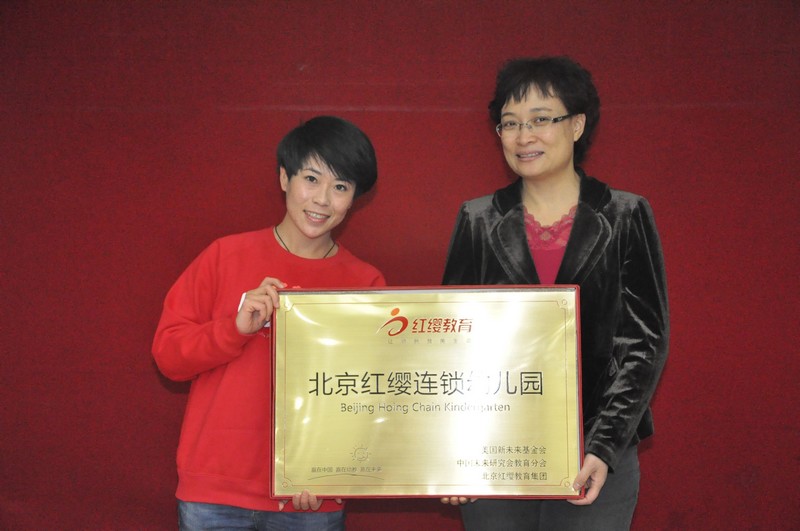 红缨教育
北京红缨连锁幼儿园
Beijing Hoing Chain Kindergarten
美国新未来基金会
中国未来研究会教育分会
北京红缨教育集团